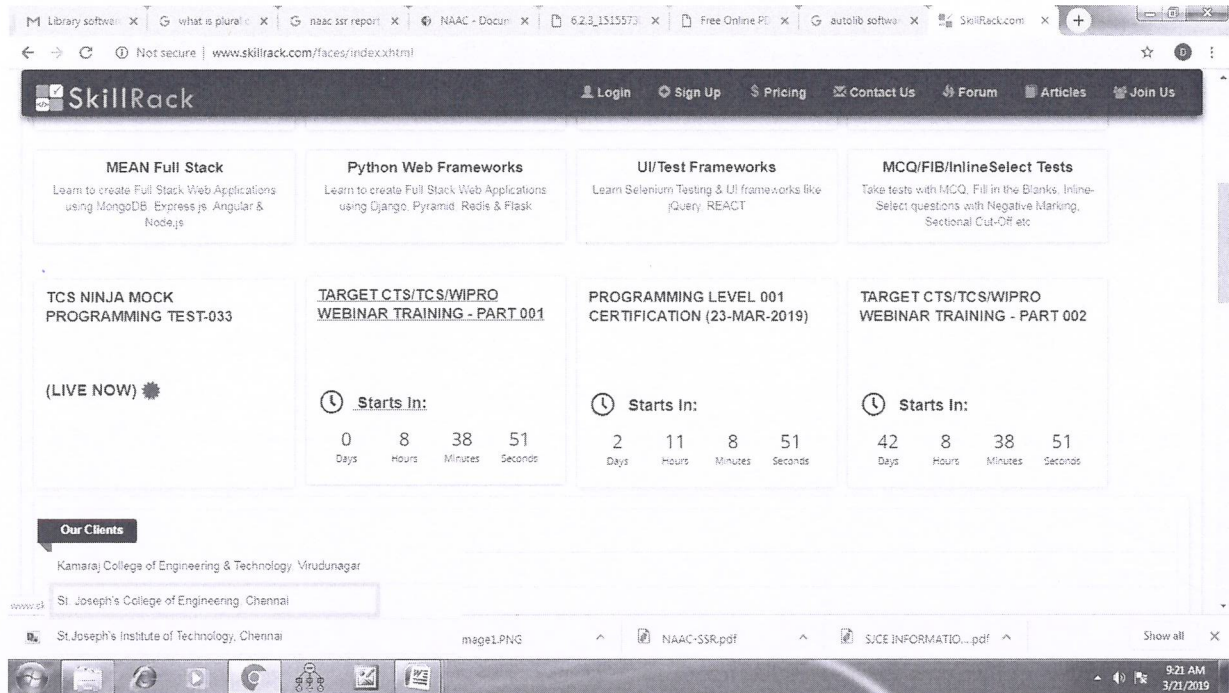 Library softwar
what is plural c
naac ssr report
NAAC - Docum
6.2.3_1515573
Free Online PD
autolib softwa
SkillRack.com
Not secure | www.skillrack.com/faces/index.xhtml
SkillRack
Login Sign Up $ Pricing Contact Us Forum Articles Join Us
MEAN Full Stack
Learn to create Full Stack Web Applications
using MongoDB, Express.js, Angular &
Node.js
Python Web Frameworks
Learn to create Full Stack Web Applications
using Django, Pyramid, Redis & Flask
UI/Test Frameworks
Learn Selenium Testing & UI frameworks like
jQuery, REACT
MCQ/FIB/InlineSelect Tests
Take tests with MCQ, Fill in the Blanks, Inline-
Select questions with Negative Marking,
Sectional Cut-Off etc
TCS NINJA MOCK
PROGRAMMING TEST-033
(LIVE NOW)
TARGET CTS/TCS/WIPRO
WEBINAR TRAINING - PART 001
Starts In:
0 8 38 51
Days Hours Minutes Seconds
PROGRAMMING LEVEL 001
CERTIFICATION (23-MAR-2019)
Starts In:
2 11 8 51
Days Hours Minutes Seconds
TARGET CTS/TCS/WIPRO
WEBINAR TRAINING - PART 002
Starts In:
42 8 38 51
Days Hours Minutes Seconds
Our Clients
Kamaraj College of Engineering & Technology, Virudunagar
St. Joseph's College of Engineering, Chennai
www.sk
St.Joseph's Institute of Technology, Chennai
mage1.PNG
NAAC-SSR.pdf
SJCE INFORMATIO....pdf
Show all
9:21 AM
3/21/2019